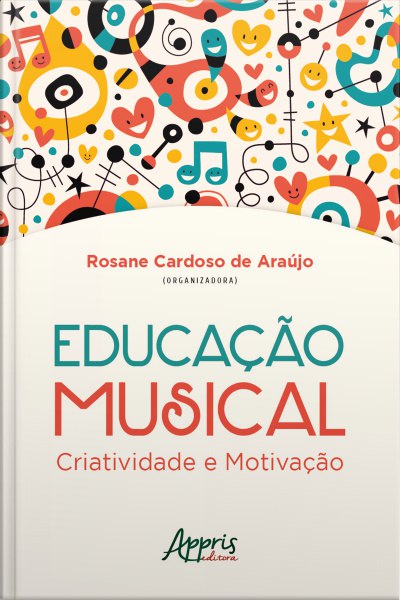 Rosane Cardoso de Araújo
(ORGANIZADORA)
EDUCAÇÃO
MUSICAL
Criatividade e Motivação
Appris
editora